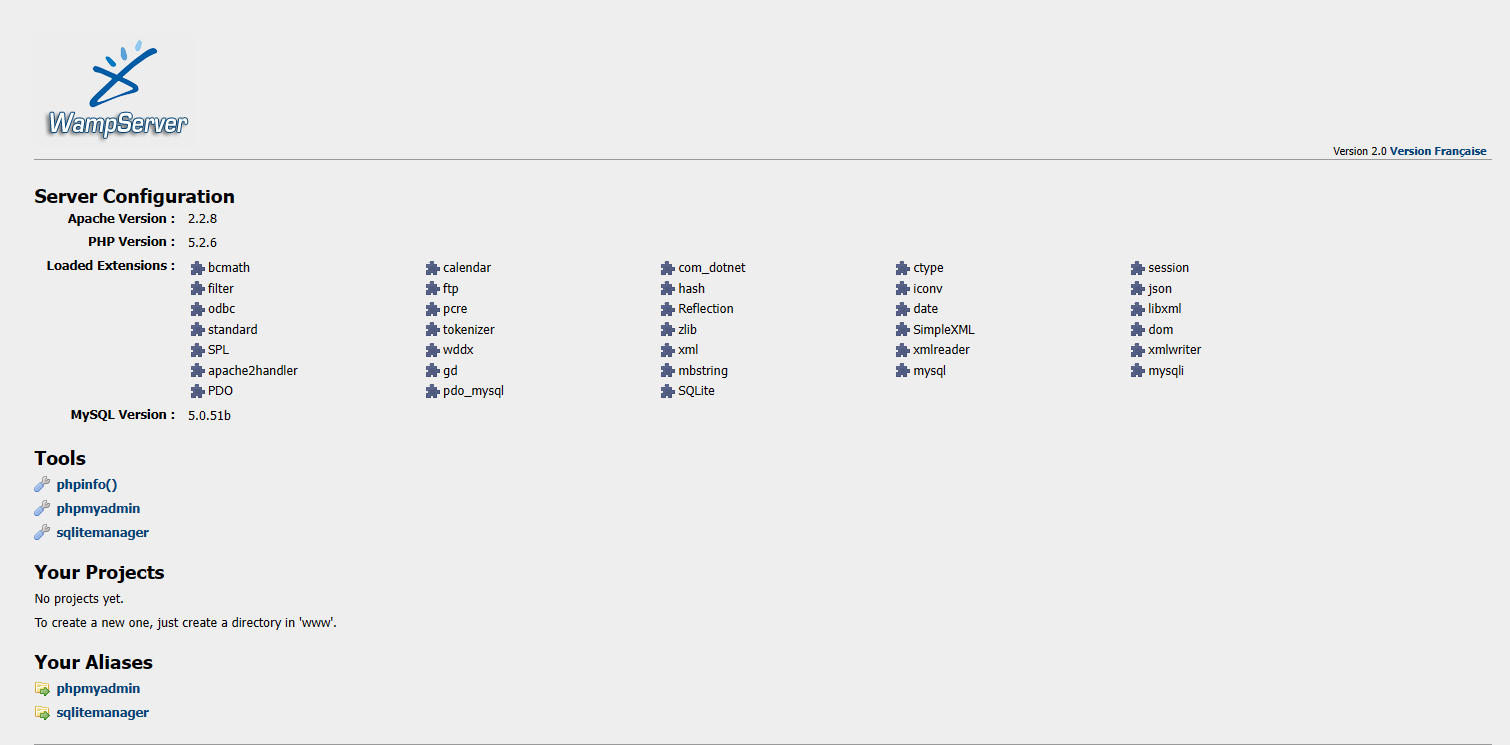 WampServer
Version 2.0 Version Française
Server Configuration
Apache Version : 2.2.8
PHP Version : 5.2.6
Loaded Extensions : bcmath calendar com_dotnet ctype session
filter ftp hash iconv json
odbc pcre Reflection date libxml
standard tokenizer zlib SimpleXML dom
SPL wddx xml xmlreader xmlwriter
apache2handler gd mbstring mysql mysqli
PDO pdo_mysql SQLite
MySQL Version : 5.0.51b
Tools
phpinfo()
phpmyadmin
sqlitemanager
Your Projects
No projects yet.
To create a new one, just create a directory in 'www'.
Your Aliases
phpmyadmin
sqlitemanager